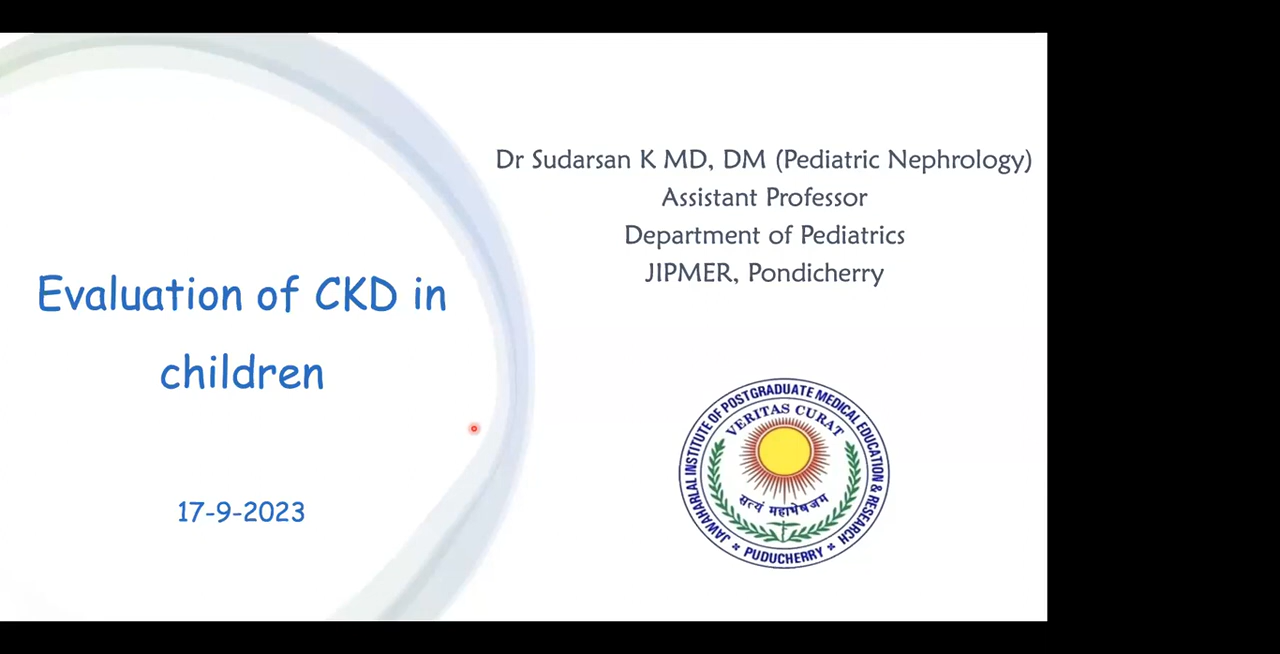 Dr Sudarsan K MD, DM (Pediatric Nephrology)
Assistant Professor
Department of Pediatrics
JIPMER, Pondicherry
Evaluation of CKD in
children
17-9-2023
JAWAHARLAL INSTITUTE OF POSTGRADUATE MEDICAL EDUCATION & RESEARCH
VERITAS CURAT
सत्यं महाभेषजम्
* PUDUCHERRY *